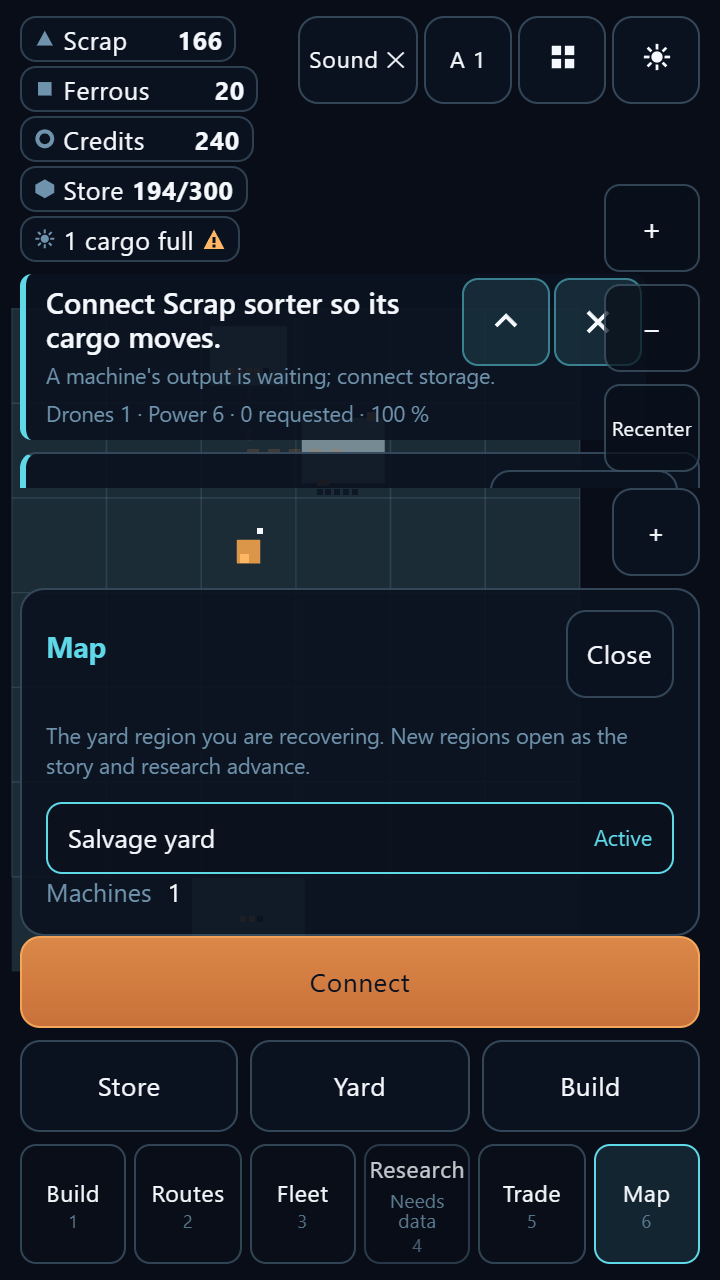 Scrap 166
Sound A 1
Ferrous 20
Credits 240
Store 194/300
1 cargo full
+
Connect Scrap sorter so its
cargo moves.
–
A machine's output is waiting; connect storage.
Drones 1 · Power 6 · 0 requested · 100 %
Recenter
+
Map
Close
The yard region you are recovering. New regions open as the
story and research advance.
Salvage yard Active
Machines 1
Connect
Store Yard Build
Build
1
Routes
2
Fleet
3
Research
Needs
data
4
Trade
5
Map
6